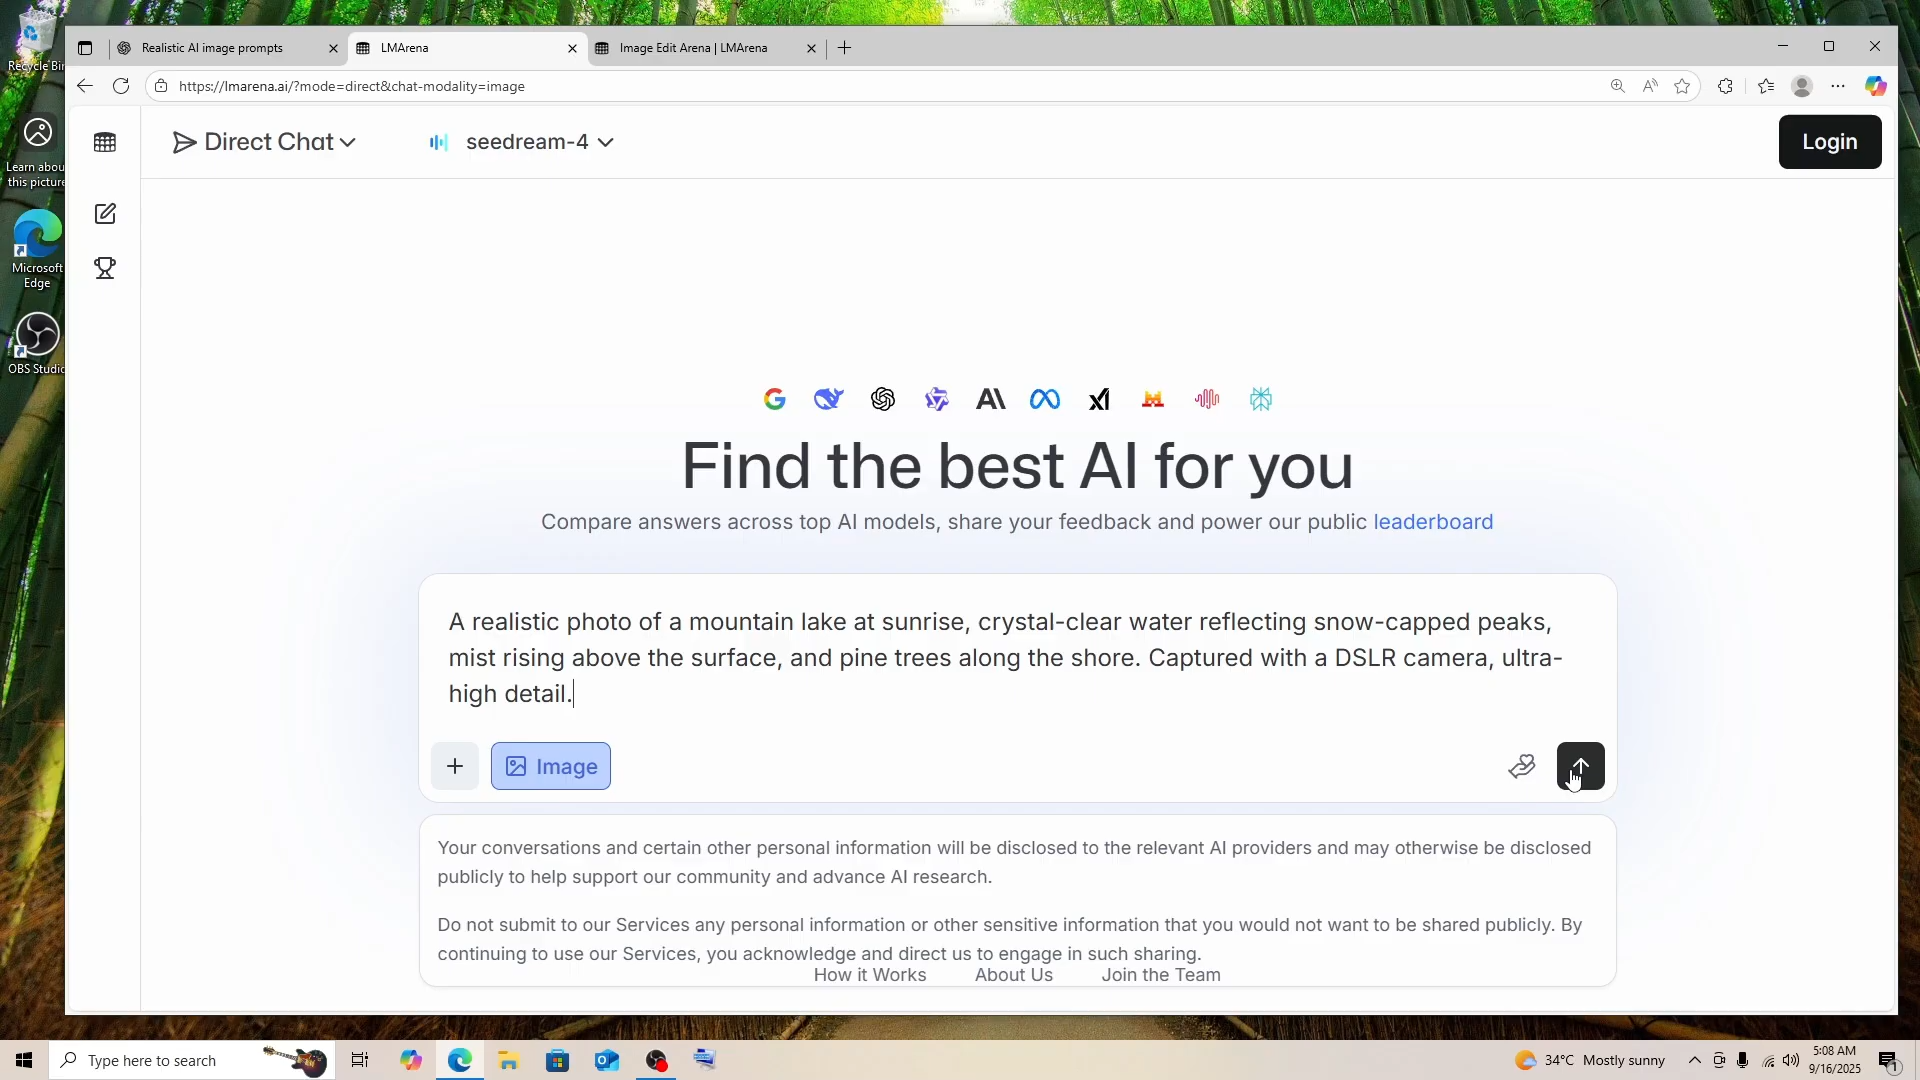 Recycle Bin
Realistic AI image prompts
LMArena
Image Edit Arena | LMArena
https://lmarena.ai/?mode=direct&chat-modality=image
Direct Chat
seedream-4
Login
Learn about
this picture
Microsoft
Edge
OBS Studio
Find the best AI for you
Compare answers across top AI models, share your feedback and power our public leaderboard
A realistic photo of a mountain lake at sunrise, crystal-clear water reflecting snow-capped peaks,
mist rising above the surface, and pine trees along the shore. Captured with a DSLR camera, ultra-
high detail.
Image
Your conversations and certain other personal information will be disclosed to the relevant AI providers and may otherwise be disclosed
publicly to help support our community and advance AI research.
Do not submit to our Services any personal information or other sensitive information that you would not want to be shared publicly. By
continuing to use our Services, you acknowledge and direct us to engage in such sharing.
How it Works
About Us
Join the Team
Type here to search
34°C Mostly sunny
5:08 AM
9/16/2025
1